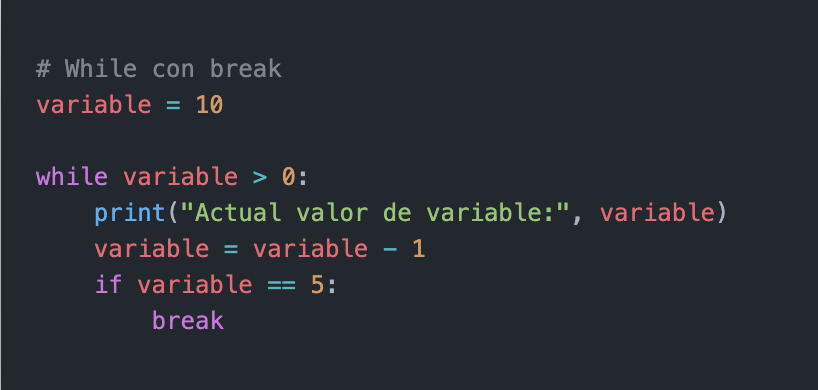 # While con break
variable = 10
while variable > 0:
    print("Actual valor de variable:", variable)
    variable = variable - 1
    if variable == 5:
        break